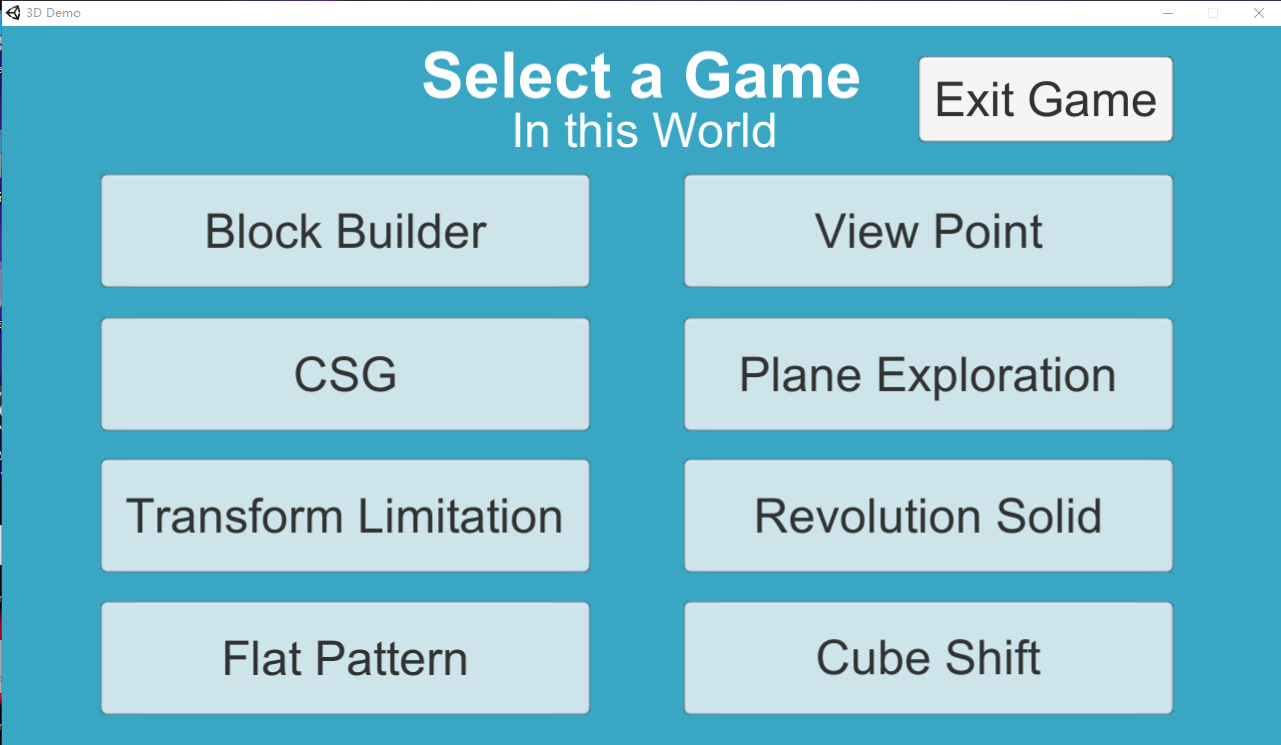 3D Demo
Select a Game
In this World
Exit Game
Block Builder
View Point
CSG
Plane Exploration
Transform Limitation
Revolution Solid
Flat Pattern
Cube Shift